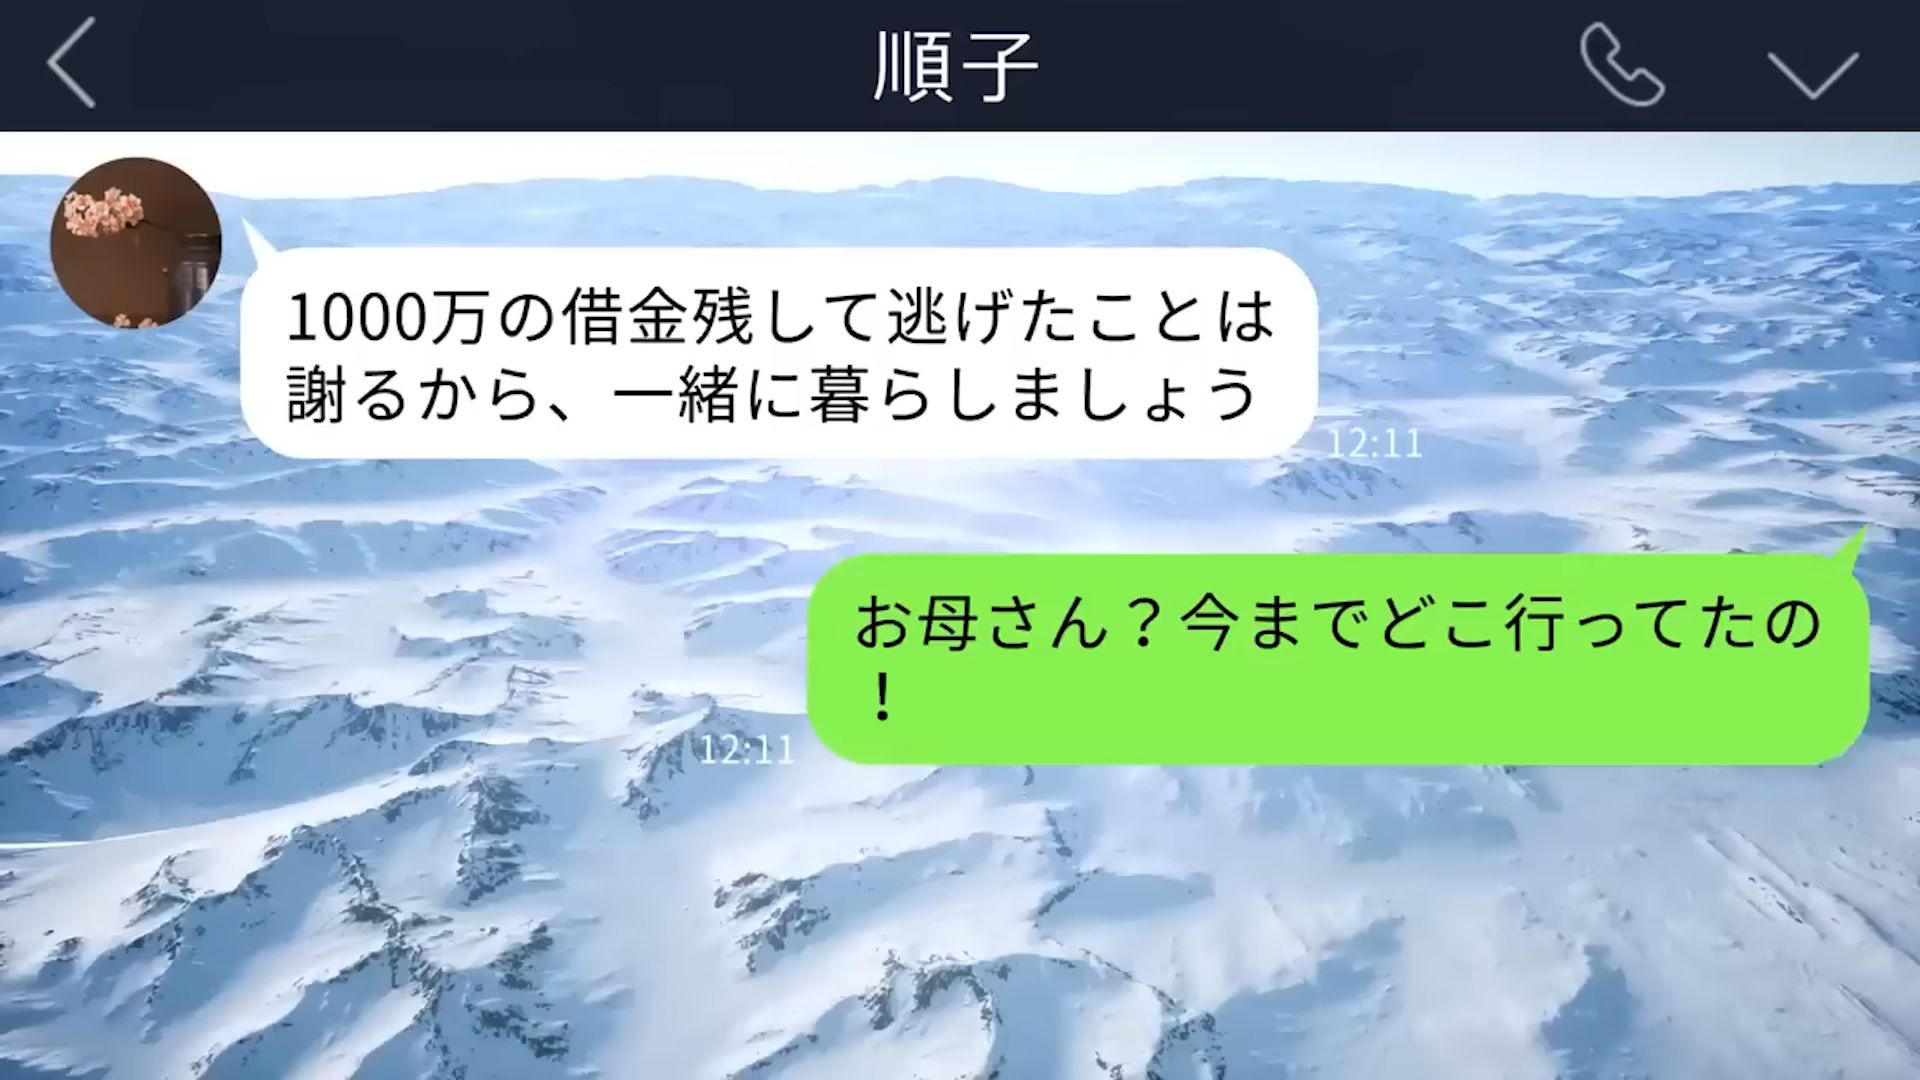 順子
1000万の借金残して逃げたことは
謝るから、一緒に暮らしましょう
12:11
お母さん？今までどこ行ってたの
！
12:11